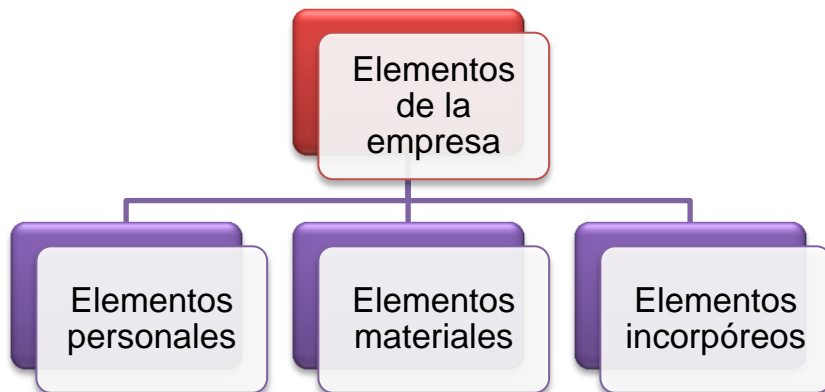 Elementos
de la
empresa
Elementos
personales
Elementos
materiales
Elementos
incorpóreos